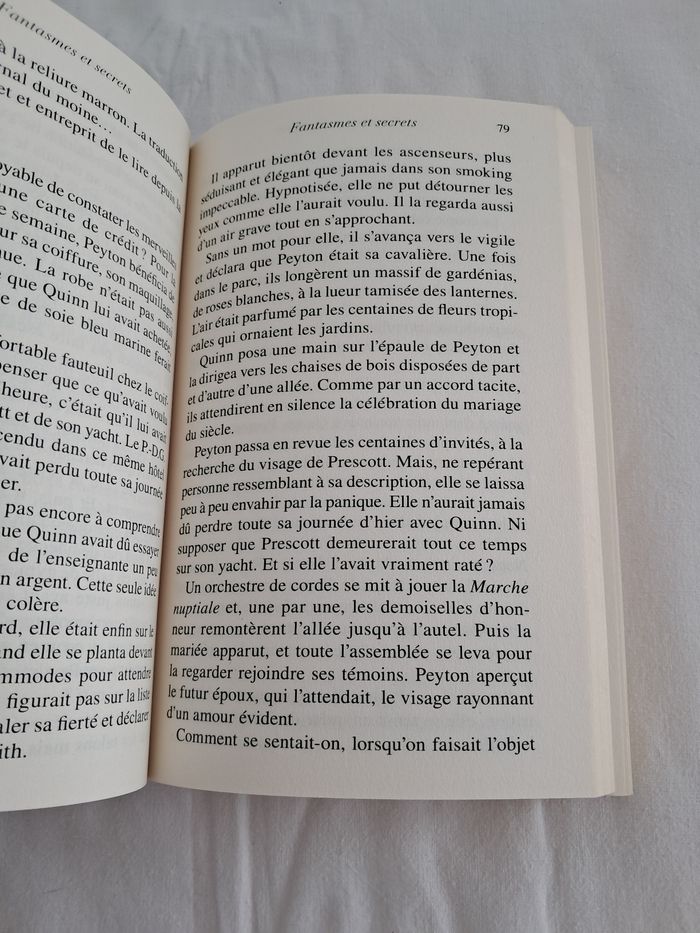 Fantasmes et secrets
à la reliure marron. La traduction
nal du moine…
et et entreprit de le lire depuis la
oyable de constater les merveilles
une carte de crédit ? Pour la
e semaine, Peyton bénéficia de
ur sa coiffure, son maquillage,
nue. La robe n'était pas aussi
e que Quinn lui avait achetée,
e de soie bleu marine ferait
fortable fauteuil chez le coif-
penser que ce qu'avait voulu
heure, c'était qu'il lui avait
tt et de son yacht. Le P.-D.G.
cendu dans ce même hôtel
vait perdu toute sa journée
er.
pas encore à comprendre
que Quinn avait dû essayer
de l'enseignante un peu
n argent. Cette seule idée
colère.
rd, elle était enfin sur le
and elle se planta devant
mmodes pour attendre
figurait pas sur la liste
aler sa fierté et déclarer
ith.
Fantasmes et secrets 79
Il apparut bientôt devant les ascenseurs, plus
séduisant et élégant que jamais dans son smoking
impeccable. Hypnotisée, elle ne put détourner les
yeux comme elle l'aurait voulu. Il la regarda aussi
d'un air grave tout en s'approchant.
Sans un mot pour elle, il s'avança vers le vigile
et déclara que Peyton était sa cavalière. Une fois
dans le parc, ils longèrent un massif de gardénias,
de roses blanches, à la lueur tamisée des lanternes.
L'air était parfumé par les centaines de fleurs tropi-
cales qui ornaient les jardins.
Quinn posa une main sur l'épaule de Peyton et
la dirigea vers les chaises de bois disposées de part
et d'autre d'une allée. Comme par un accord tacite,
ils attendirent en silence la célébration du mariage
du siècle.
Peyton passa en revue les centaines d'invités, à la
recherche du visage de Prescott. Mais, ne repérant
personne ressemblant à sa description, elle se laissa
peu à peu envahir par la panique. Elle n'aurait jamais
dû perdre toute sa journée d'hier avec Quinn. Ni
supposer que Prescott demeurerait tout ce temps
sur son yacht. Et si elle l'avait vraiment raté ?
Un orchestre de cordes se mit à jouer la Marche
nuptiale et, une par une, les demoiselles d'hon-
neur remontèrent l'allée jusqu'à l'autel. Puis la
mariée apparut, et toute l'assemblée se leva pour
la regarder rejoindre ses témoins. Peyton aperçut
le futur époux, qui l'attendait, le visage rayonnant
d'un amour évident.
Comment se sentait-on, lorsqu'on faisait l'objet